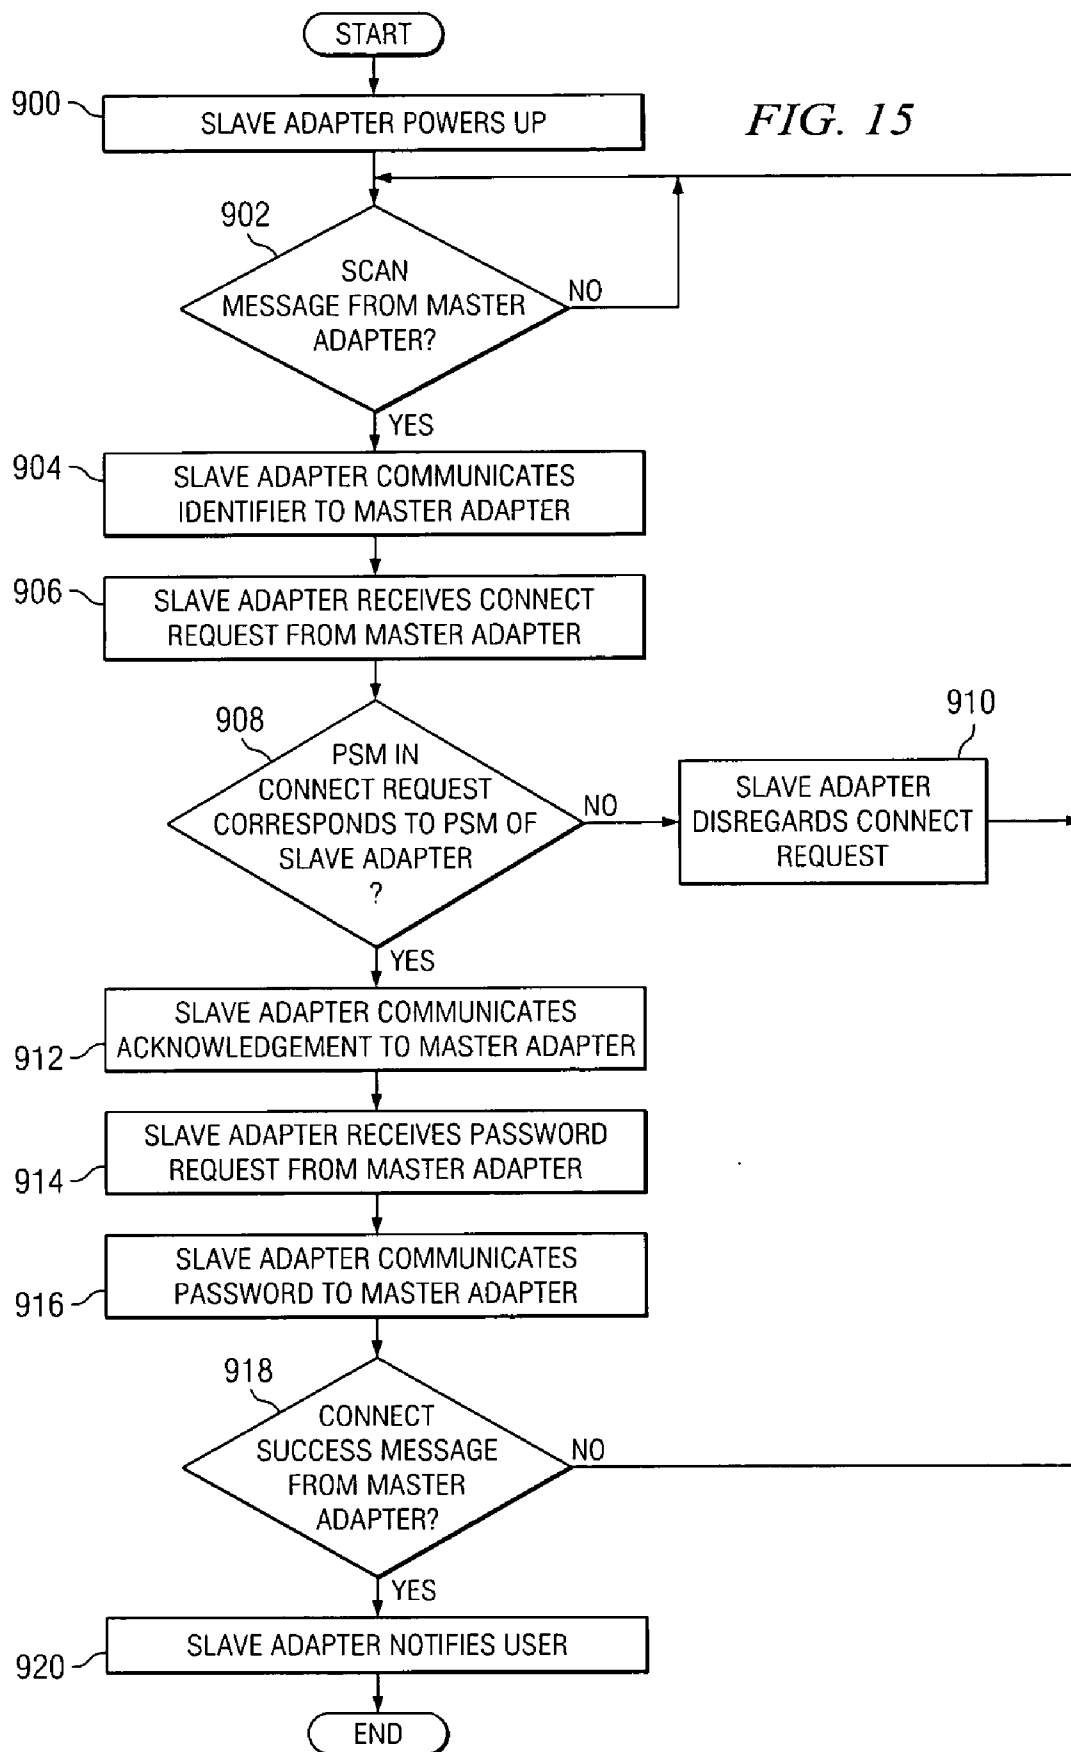 START
900
SLAVE ADAPTER POWERS UP
FIG. 15
902
SCAN
MESSAGE FROM MASTER
ADAPTER?
NO
YES
904
SLAVE ADAPTER COMMUNICATES
IDENTIFIER TO MASTER ADAPTER
906
SLAVE ADAPTER RECEIVES CONNECT
REQUEST FROM MASTER ADAPTER
908
PSM IN
CONNECT REQUEST
CORRESPONDS TO PSM OF
SLAVE ADAPTER
?
NO
910
SLAVE ADAPTER
DISREGARDS CONNECT
REQUEST
YES
912
SLAVE ADAPTER COMMUNICATES
ACKNOWLEDGEMENT TO MASTER ADAPTER
914
SLAVE ADAPTER RECEIVES PASSWORD
REQUEST FROM MASTER ADAPTER
916
SLAVE ADAPTER COMMUNICATES
PASSWORD TO MASTER ADAPTER
918
CONNECT
SUCCESS MESSAGE
FROM MASTER
ADAPTER?
NO
YES
920
SLAVE ADAPTER NOTIFIES USER
END